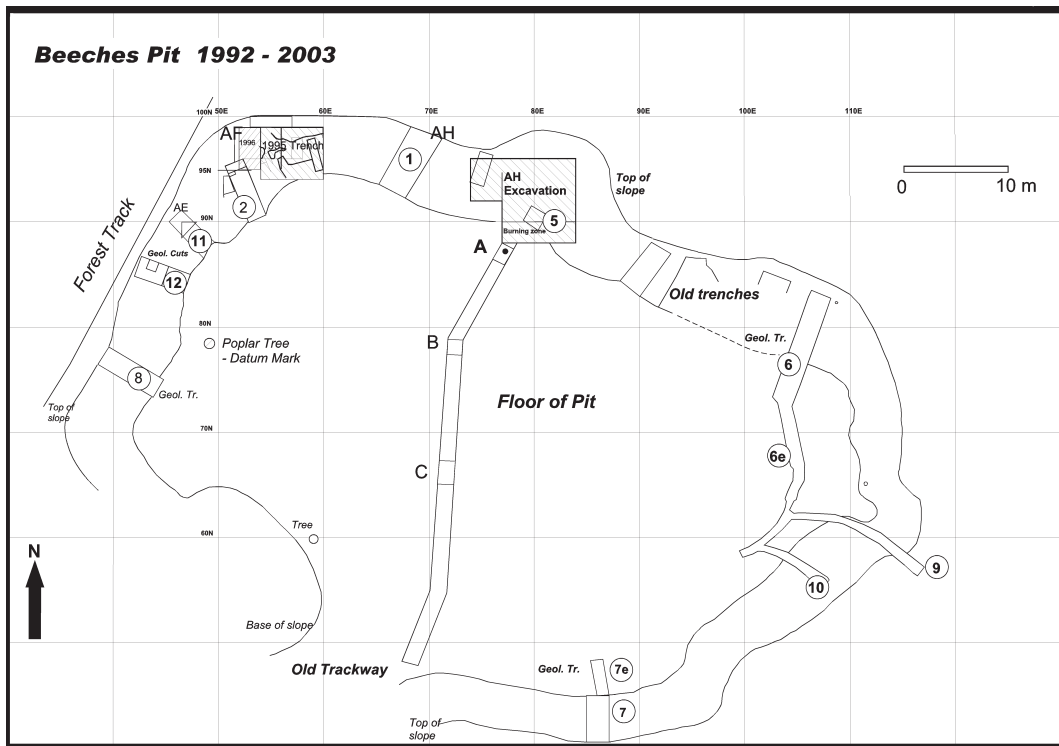 Beeches Pit 1992 - 2003
100N 50E 60E 70E 80E 90E 100E 110E
AF
AH
1996
1995 Trench
1
0 10 m
95N
AH
Excavation
Top of
slope
2
AE
90N
5
Burning zone
11
A
Forest Track
Geol. Cuts
12
Old trenches
80N
B
Poplar Tree
- Datum Mark
Geol. Tr.
6
8
Geol. Tr.
Floor of Pit
Top of
slope
70N
6e
C
Tree
60N
N
9
10
Base of slope
Old Trackway
Geol. Tr.
7e
7
Top of
slope